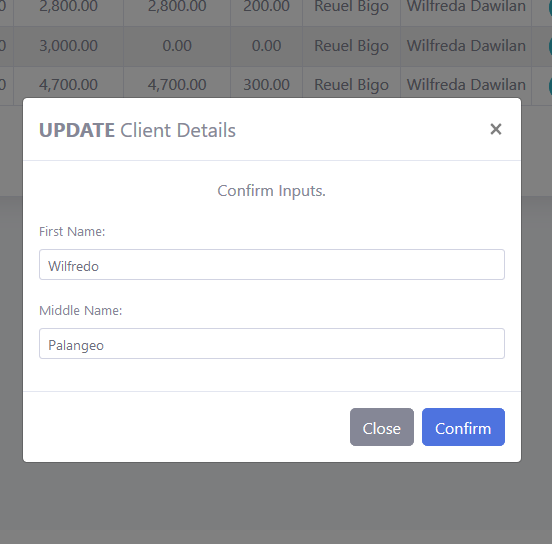 0 2,800.00 2,800.00 200.00 Reuel Bigo Wilfreda Dawilan
0 3,000.00 0.00 0.00 Reuel Bigo Wilfreda Dawilan
0 4,700.00 4,700.00 300.00 Reuel Bigo Wilfreda Dawilan
UPDATE Client Details ×
Confirm Inputs.
First Name:
Wilfredo
Middle Name:
Palangeo
Close Confirm